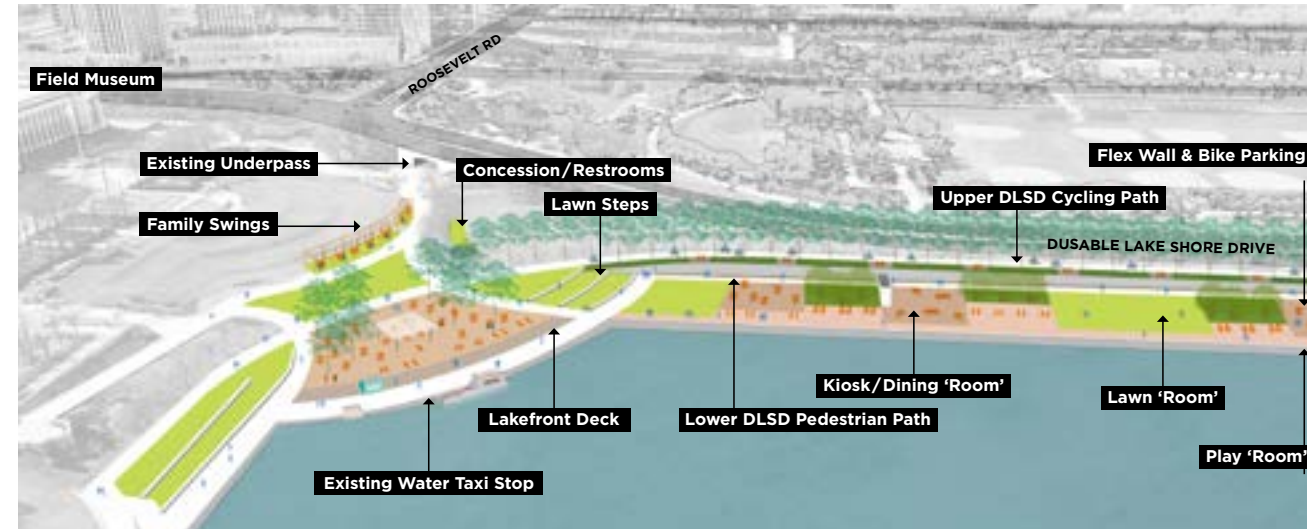 ROOSEVELT RD
Field Museum
Existing Underpass
Concession/Restrooms
Flex Wall & Bike Parking
Family Swings
Lawn Steps
Upper DLSD Cycling Path
DUSABLE LAKE SHORE DRIVE
Kiosk/Dining ‘Room’
Lawn ‘Room’
Lakefront Deck
Lower DLSD Pedestrian Path
Play ‘Room’
Existing Water Taxi Stop